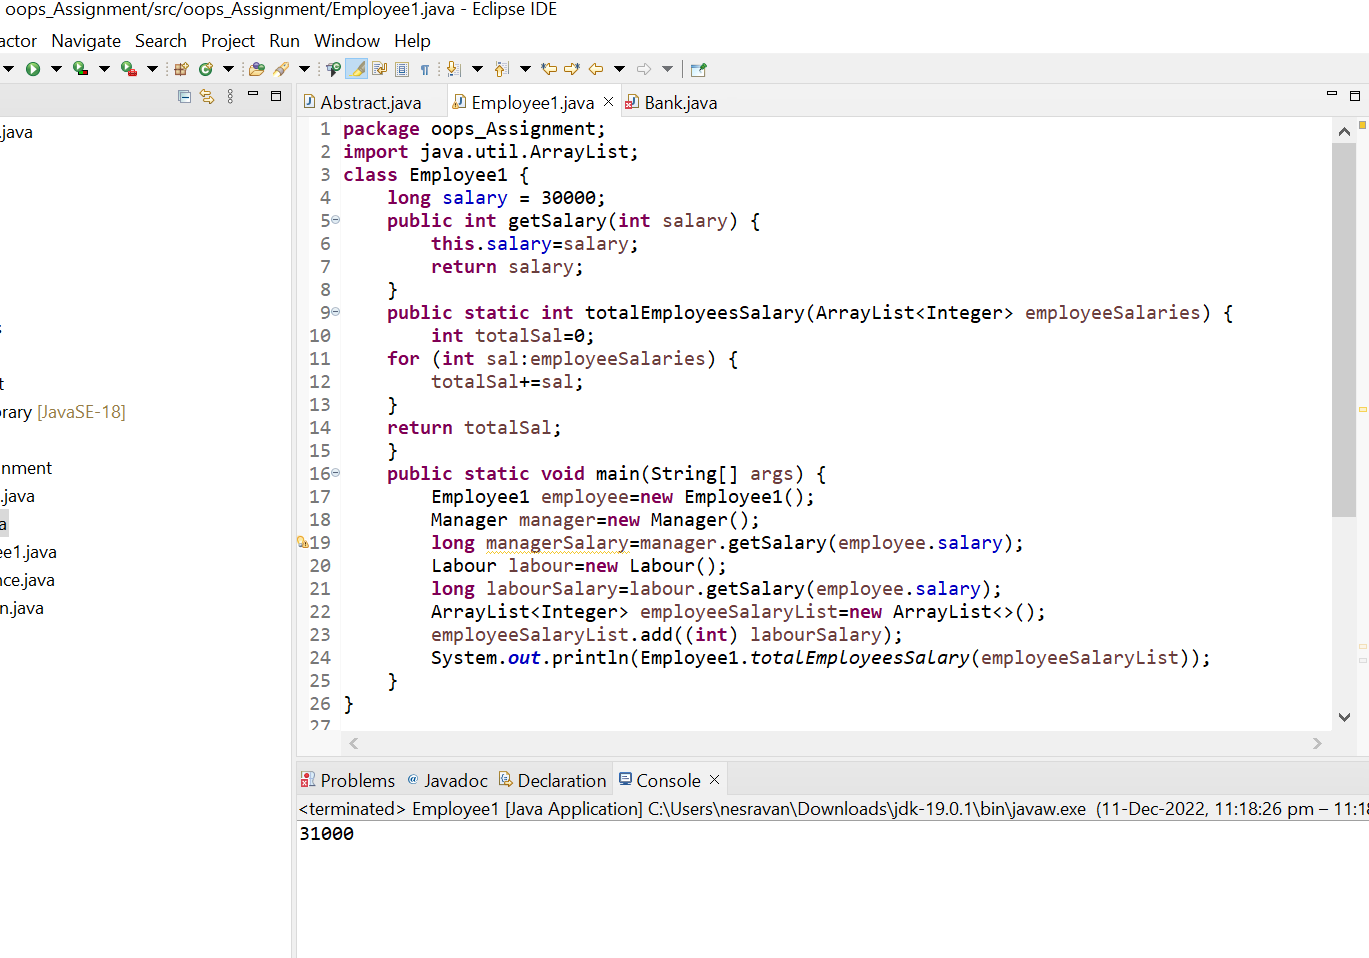 oops_Assignment/src/oops_Assignment/Employee1.java - Eclipse IDE
actor Navigate Search Project Run Window Help
Abstract.java Employee1.java Bank.java
.java
1 package oops_Assignment;
2 import java.util.ArrayList;
3 class Employee1 {
4 long salary = 30000;
5 public int getSalary(int salary) {
6 this.salary=salary;
7 return salary;
8 }
9 public static int totalEmployeesSalary(ArrayList<Integer> employeeSalaries) {
10 int totalSal=0;
11 for (int sal:employeeSalaries) {
12 totalSal+=sal;
13 }
14 return totalSal;
15 }
16 public static void main(String[] args) {
17 Employee1 employee=new Employee1();
18 Manager manager=new Manager();
19 long managerSalary=manager.getSalary(employee.salary);
20 Labour labour=new Labour();
21 long labourSalary=labour.getSalary(employee.salary);
22 ArrayList<Integer> employeeSalaryList=new ArrayList<>();
23 employeeSalaryList.add((int) labourSalary);
24 System.out.println(Employee1.totalEmployeesSalary(employeeSalaryList));
25 }
26 }
27
t
rary [JavaSE-18]
nment
.java
a
ee1.java
nce.java
n.java
Problems Javadoc Declaration Console
<terminated> Employee1 [Java Application] C:\Users\nesravan\Downloads\jdk-19.0.1\bin\javaw.exe (11-Dec-2022, 11:18:26 pm – 11:18
31000